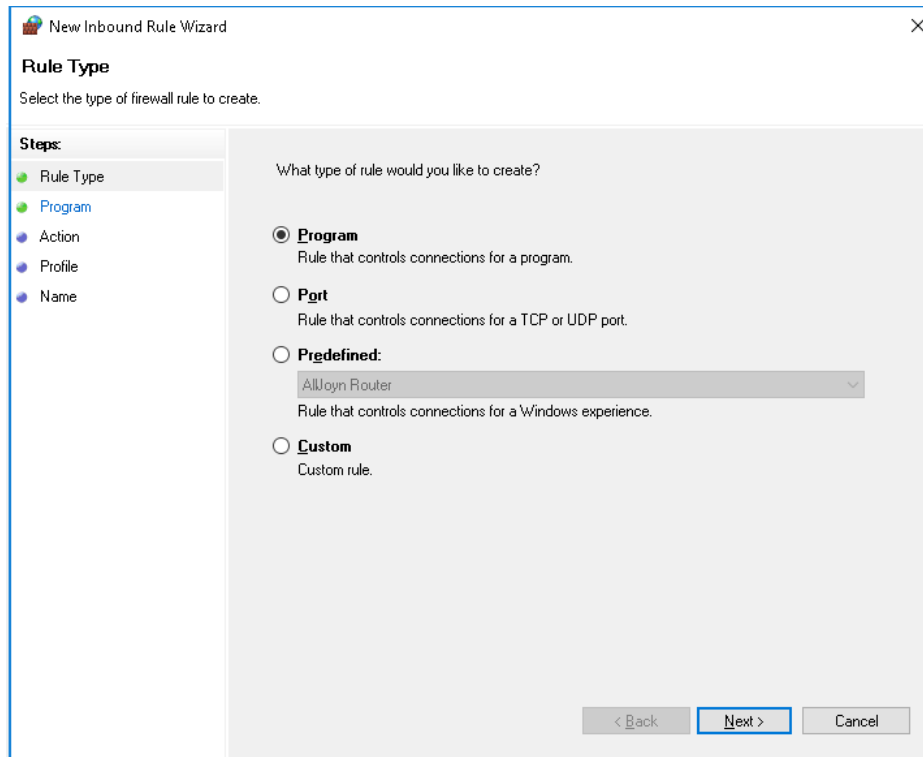 New Inbound Rule Wizard
Rule Type
Select the type of firewall rule to create.
Steps:
Rule Type
Program
Action
Profile
Name
What type of rule would you like to create?
Program
Rule that controls connections for a program.
Port
Rule that controls connections for a TCP or UDP port.
Predefined:
AllJoyn Router
Rule that controls connections for a Windows experience.
Custom
Custom rule.
< Back
Next >
Cancel